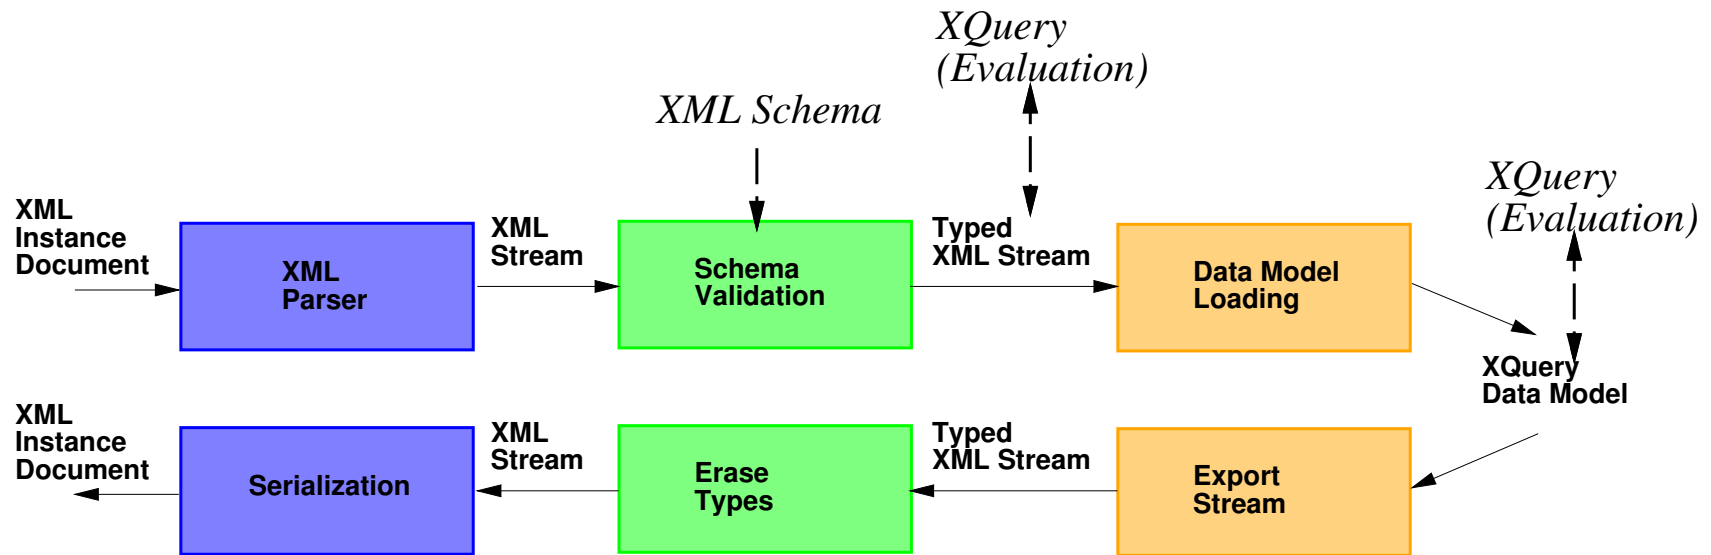 XQuery
(Evaluation)
XML Schema
XQuery
(Evaluation)
XML
Instance
Document
XML
Parser
XML
Stream
Schema
Validation
Typed
XML Stream
Data Model
Loading
XQuery
Data Model
XML
Instance
Document
Serialization
XML
Stream
Erase
Types
Typed
XML Stream
Export
Stream